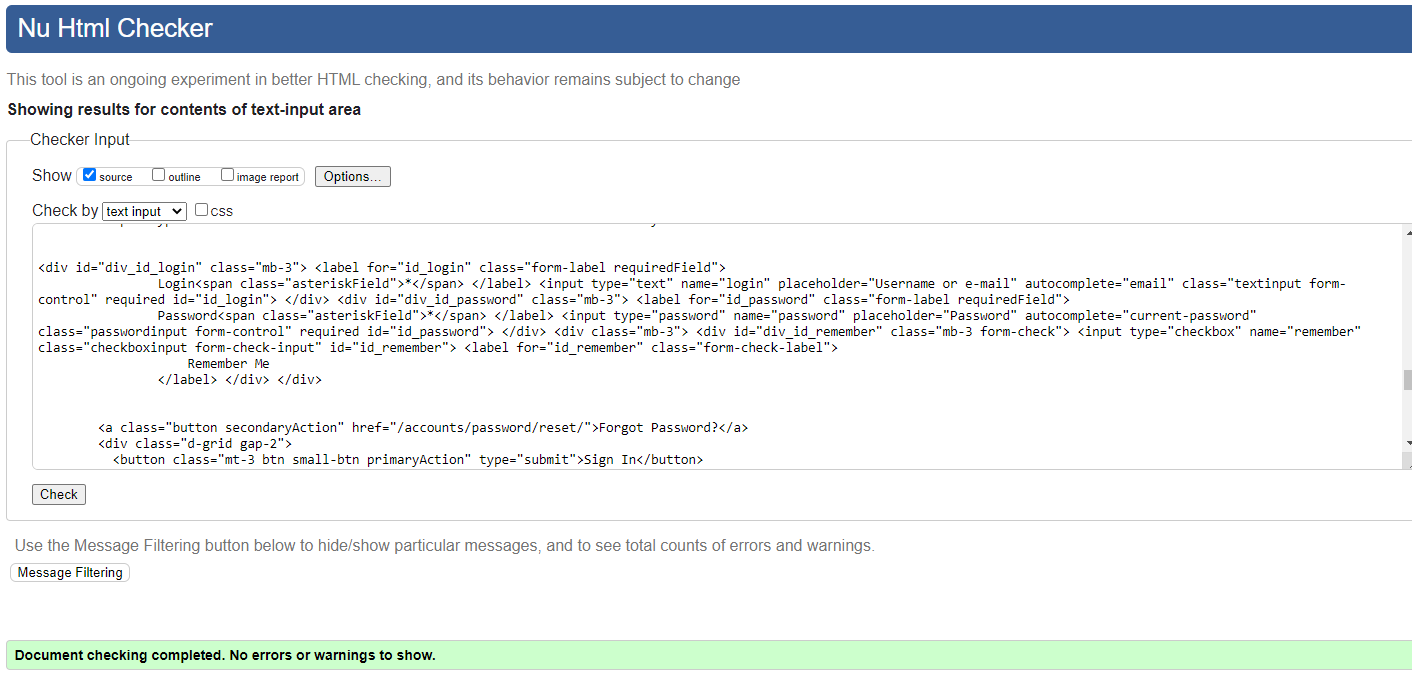 Nu Html Checker
This tool is an ongoing experiment in better HTML checking, and its behavior remains subject to change
Showing results for contents of text-input area
Checker Input
Show source outline image report Options...
Check by text input css
<div id="div_id_login" class="mb-3"> <label for="id_login" class="form-label requiredField">
Login<span class="asteriskField">*</span> </label> <input type="text" name="login" placeholder="Username or e-mail" autocomplete="email" class="textinput form-
control" required id="id_login"> </div> <div id="div_id_password" class="mb-3"> <label for="id_password" class="form-label requiredField">
Password<span class="asteriskField">*</span> </label> <input type="password" name="password" placeholder="Password" autocomplete="current-password"
class="passwordinput form-control" required id="id_password"> </div> <div class="mb-3"> <div id="div_id_remember" class="mb-3 form-check"> <input type="checkbox" name="remember"
class="checkboxinput form-check-input" id="id_remember"> <label for="id_remember" class="form-check-label">
Remember Me
</label> </div> </div>
<a class="button secondaryAction" href="/accounts/password/reset/">Forgot Password?</a>
<div class="d-grid gap-2">
<button class="mt-3 btn small-btn primaryAction" type="submit">Sign In</button>
Check
Use the Message Filtering button below to hide/show particular messages, and to see total counts of errors and warnings.
Message Filtering
Document checking completed. No errors or warnings to show.